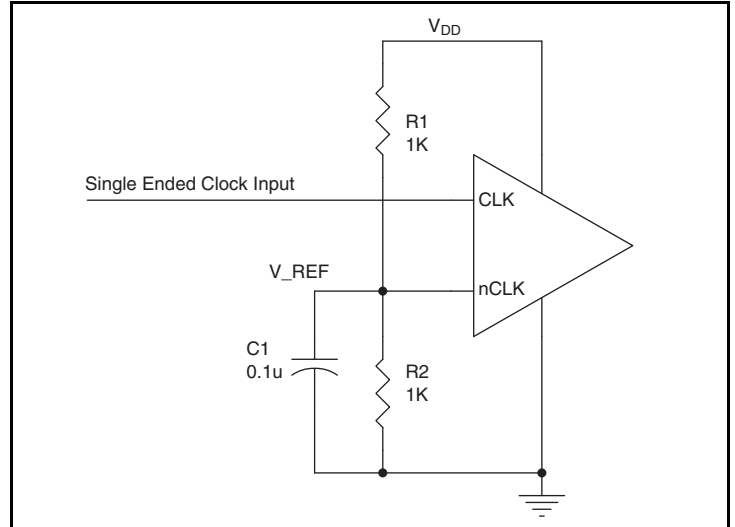 V_DD
R1
1K
Single Ended Clock Input
CLK
V_REF
nCLK
C1
0.1u
R2
1K